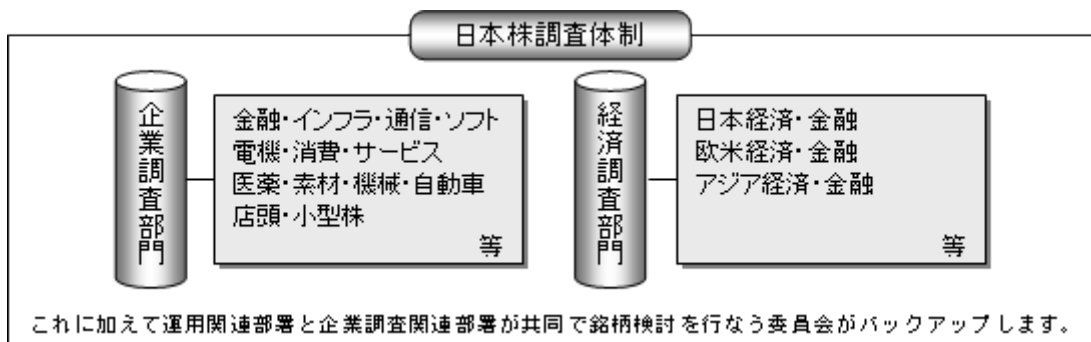 日本株調査体制
企業調査部門
金融・インフラ・通信・ソフト
電機・消費・サービス
医薬・素材・機械・自動車
店頭・小型株
等
経済調査部門
日本経済・金融
欧米経済・金融
アジア経済・金融
等
これに加えて運用関連部署と企業調査関連部署が共同で銘柄検討を行なう委員会がバックアップします。